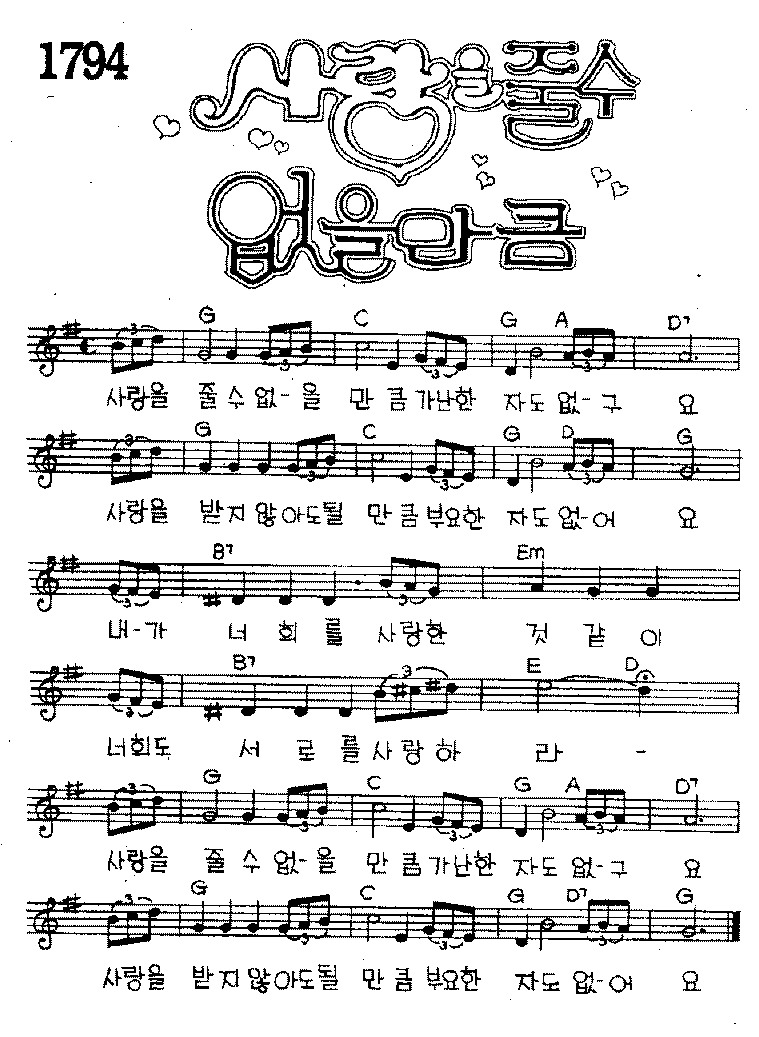 1794
사랑을 줄수
없을만큼
G C G A D7
사랑을 줄수없-을 만큼가난한 자도없-구 요
G C G D G
사랑을 받지않아도될 만큼부요한 자도없-어 요
B7 Em
내-가 너희를 사랑한 것같이
B7 E D
너희도 서로를사랑하 라 -
G C G A D7
사랑을 줄수없-을 만큼가난한 자도없-구 요
G C G D7 G
사랑을 받지않아도될 만큼부요한 자도없-어 요